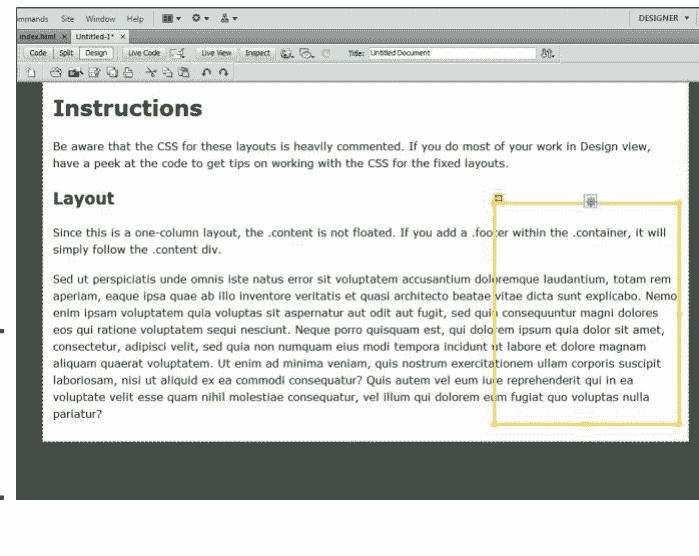 mmands Site Window Help DESIGNER
index.html × Untitled-1* ×
Code Split Design Live Code Live View Inspect Title: Untitled Document
Instructions
Be aware that the CSS for these layouts is heavily commented. If you do most of your work in Design view,
have a peek at the code to get tips on working with the CSS for the fixed layouts.
Layout
Since this is a one-column layout, the .content is not floated. If you add a .footer within the .container, it will
simply follow the .content div.
Sed ut perspiciatis unde omnis iste natus error sit voluptatem accusantium doloremque laudantium, totam rem
aperiam, eaque ipsa quae ab illo inventore veritatis et quasi architecto beatae vitae dicta sunt explicabo. Nemo
enim ipsam voluptatem quia voluptas sit aspernatur aut odit aut fugit, sed quia consequuntur magni dolores
eos qui ratione voluptatem sequi nesciunt. Neque porro quisquam est, qui dolorem ipsum quia dolor sit amet,
consectetur, adipisci velit, sed quia non numquam eius modi tempora incidunt ut labore et dolore magnam
aliquam quaerat voluptatem. Ut enim ad minima veniam, quis nostrum exercitationem ullam corporis suscipit
laboriosam, nisi ut aliquid ex ea commodi consequatur? Quis autem vel eum iure reprehenderit qui in ea
voluptate velit esse quam nihil molestiae consequatur, vel illum qui dolorem eum fugiat quo voluptas nulla
pariatur?